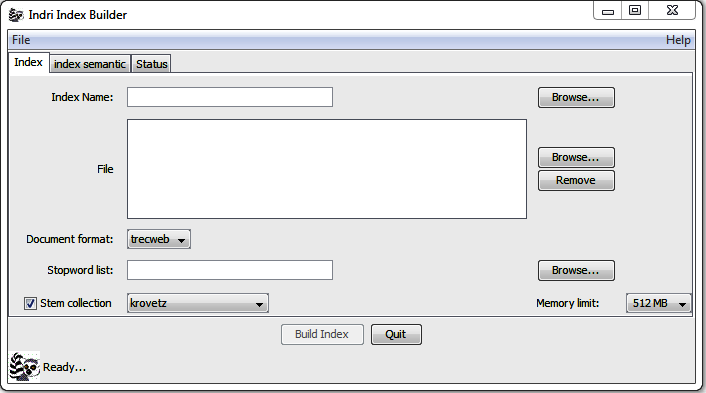 Indri Index Builder
File Help
Index index semantic Status
Index Name: Browse...
File Browse...
Remove
Document format: trecweb
Stopword list: Browse...
Stem collection krovetz Memory limit: 512 MB
Build Index Quit
Ready...